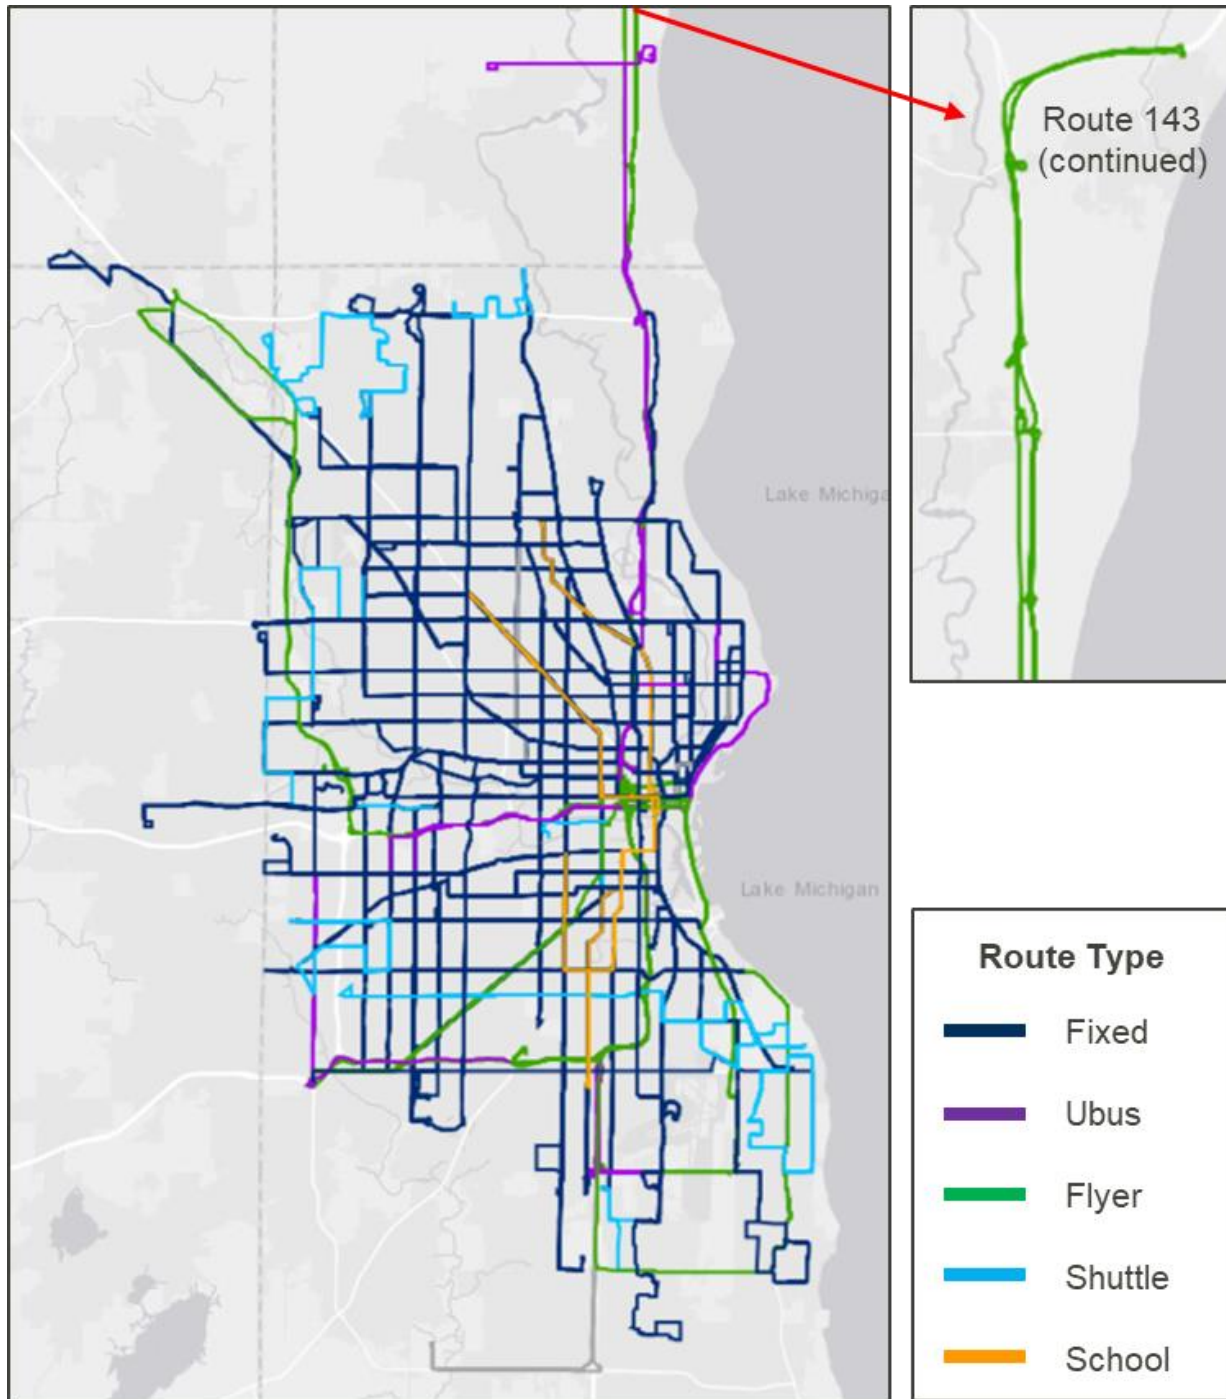 Route 143
(continued)
Lake Michiga
Lake Michigan
Route Type
Fixed
Ubus
Flyer
Shuttle
School